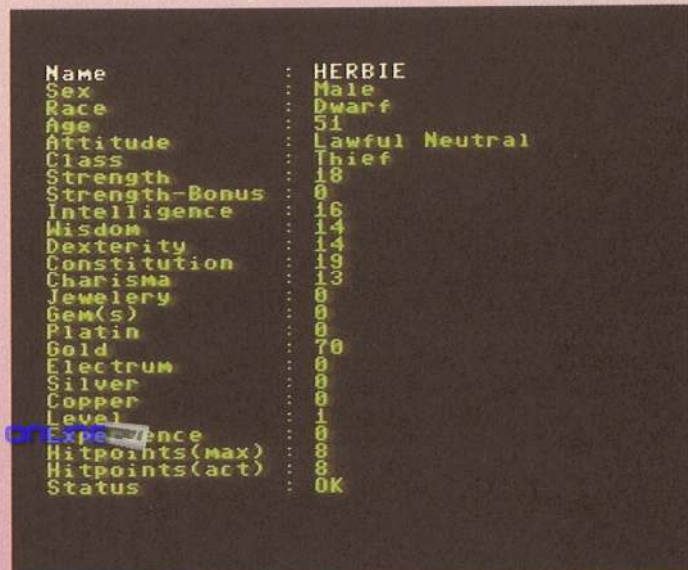 Name : HERBIE
Sex : Male
Race : Dwarf
Age : 51
Attitude : Lawful Neutral
Class : Thief
Strength : 18
Strength-Bonus : 0
Intelligence : 16
Wisdom : 14
Dexterity : 14
Constitution : 19
Charisma : 13
Jewelery : 0
Gem(s) : 0
Platin : 0
Gold : 70
Electrum : 0
Silver : 0
Copper : 0
Level : 1
Experience : 0
Hitpoints(max) : 8
Hitpoints(act) : 8
Status : OK
ONLINE